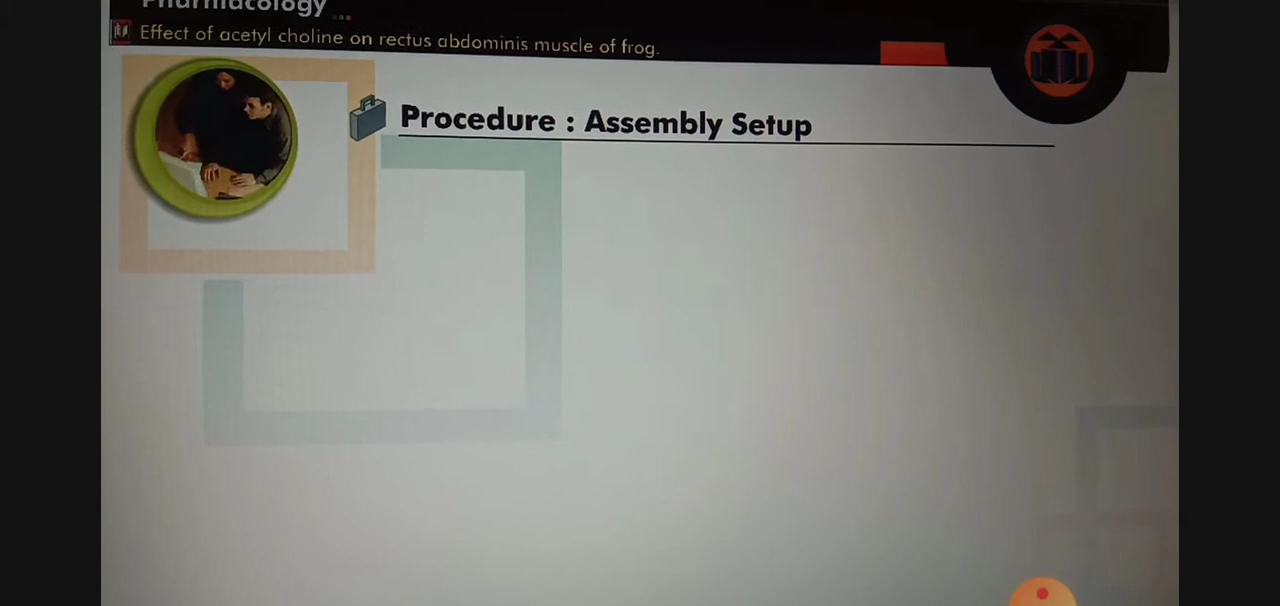 Pharmacology
Effect of acetyl choline on rectus abdominis muscle of frog.
Procedure : Assembly Setup